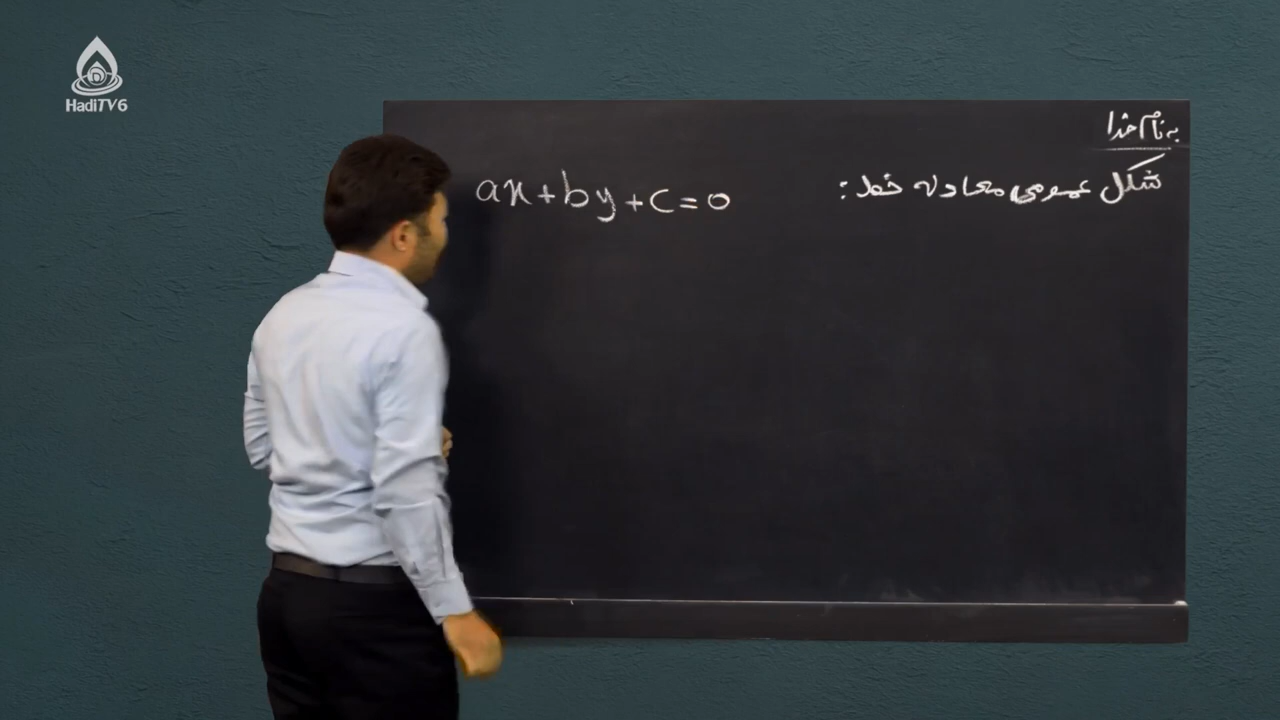 HadiTV6
به نام خدا
شکل عمومی معادله خط:
ax+by+c=0